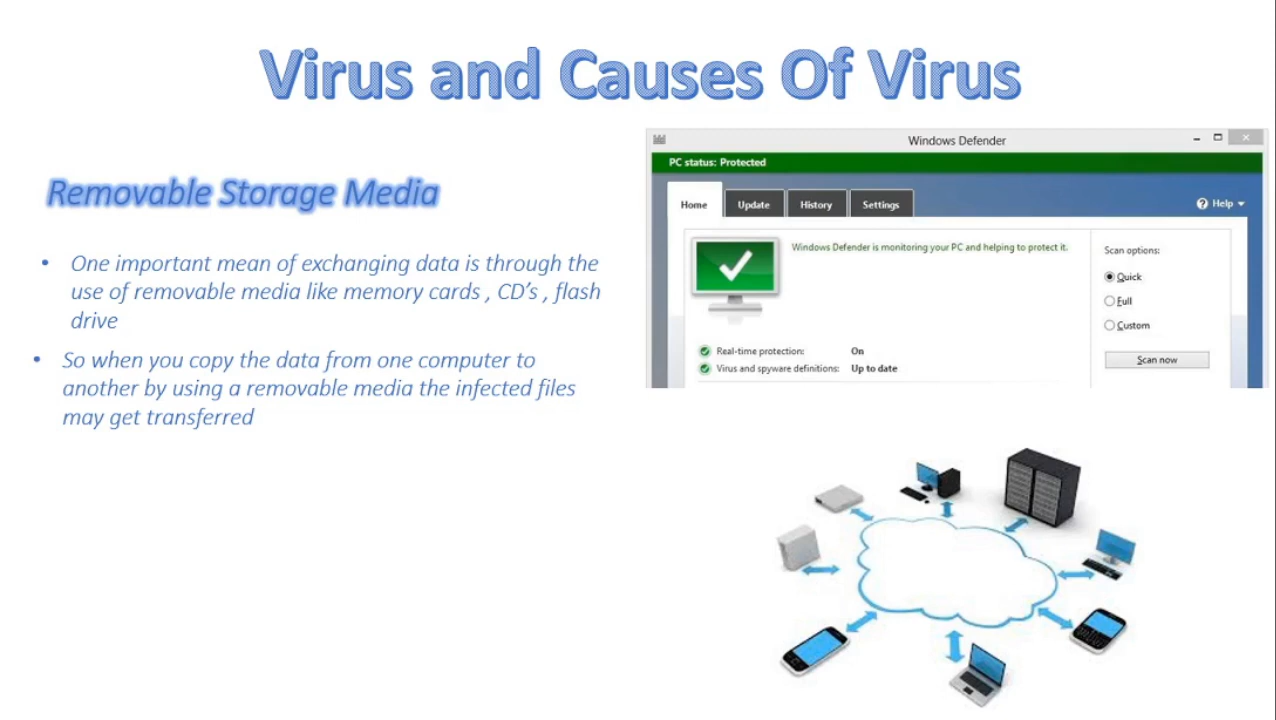 Virus and Causes Of Virus
Removable Storage Media
• One important mean of exchanging data is through the
use of removable media like memory cards , CD's , flash
drive
• So when you copy the data from one computer to
another by using a removable media the infected files
may get transferred
Windows Defender
PC status: Protected
Home
Update
History
Settings
Help
Windows Defender is monitoring your PC and helping to protect it.
Scan options:
Quick
Full
Custom
Scan now
Real-time protection: On
Virus and spyware definitions: Up to date